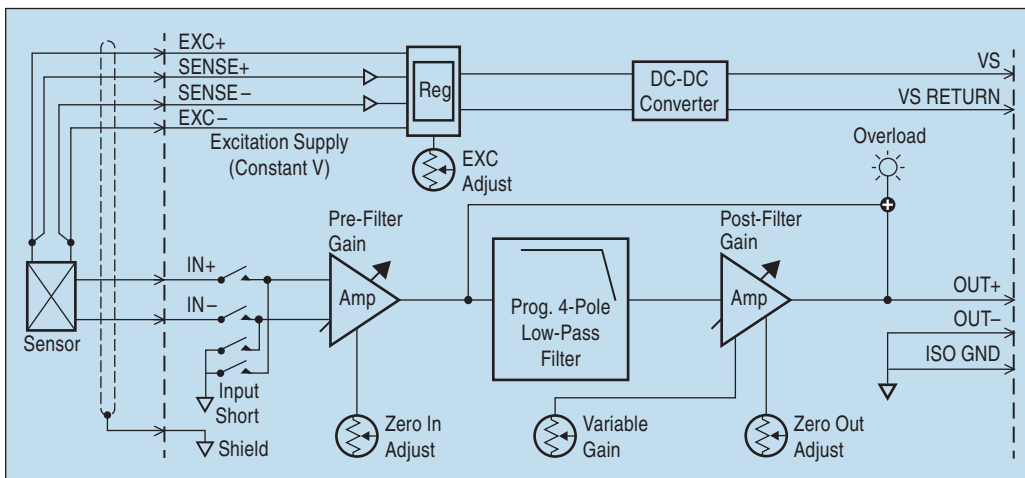 EXC+
SENSE+
SENSE−
EXC−
Excitation Supply
(Constant V)
Reg
EXC
Adjust
DC-DC
Converter
VS
VS RETURN
Overload
Pre-Filter
Gain
Post-Filter
Gain
IN+
IN−
Amp
Prog. 4-Pole
Low-Pass
Filter
Amp
OUT+
OUT−
ISO GND
Sensor
Input
Short
Shield
Zero In
Adjust
Variable
Gain
Zero Out
Adjust